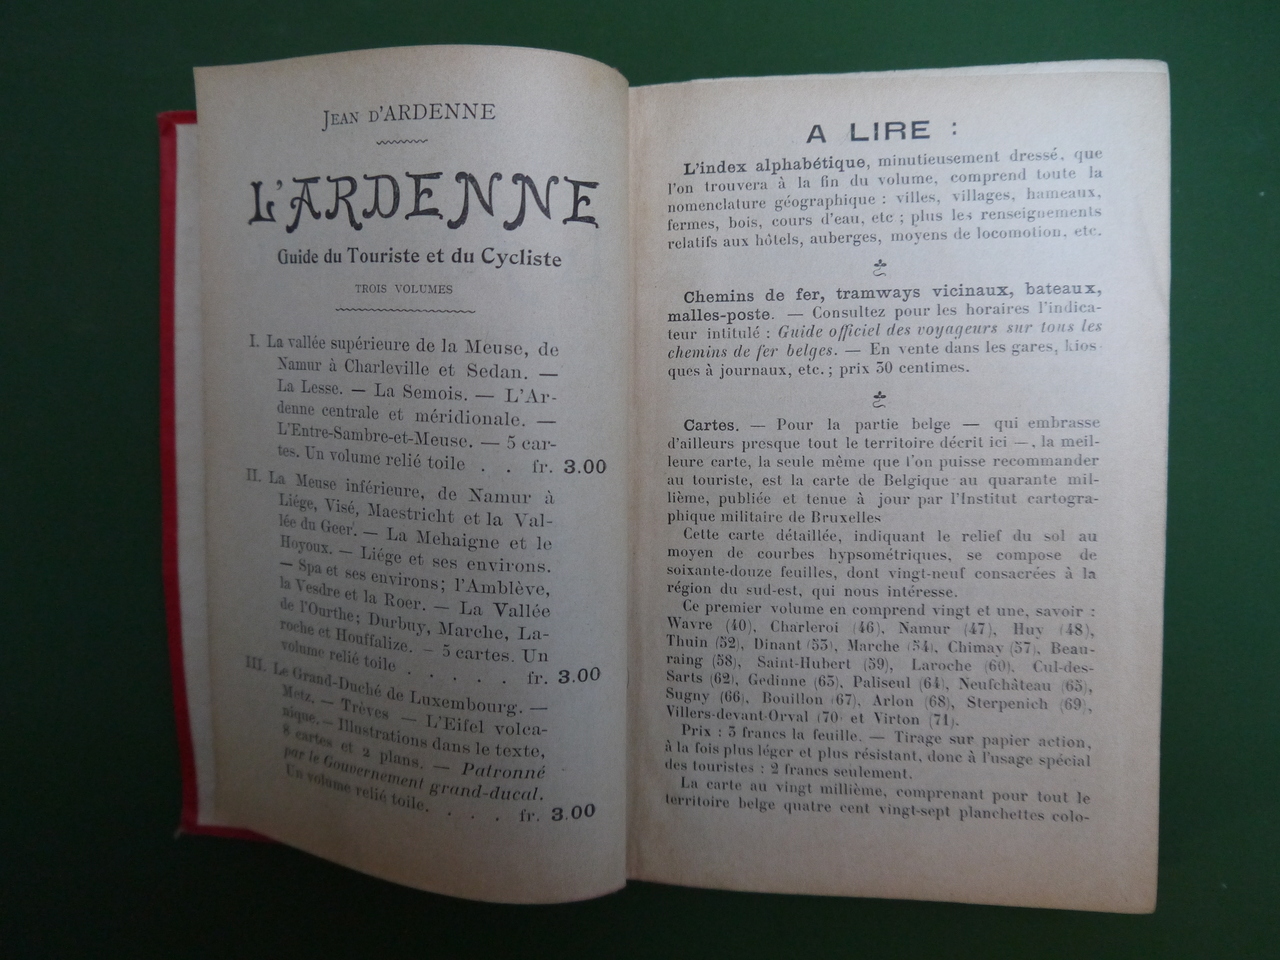 JEAN D'ARDENNE
L'ARDENNE
Guide du Touriste et du Cycliste
TROIS VOLUMES
I. La vallée supérieure de la Meuse, de
Namur à Charleville et Sedan. —
La Lesse. — La Semois. — L'Ar-
denne centrale et méridionale. —
L'Entre-Sambre-et-Meuse. — 5 car-
tes. Un volume relié toile . . fr. 3.00
II. La Meuse inférieure, de Namur à
Liége, Visé, Maestricht et la Val-
lée du Geer. — La Mehaigne et le
Hoyoux. — Liége et ses environs.
— Spa et ses environs; l'Amblève,
la Vesdre et la Roer. — La Vallée
de l'Ourthe; Durbuy, Marche, La-
roche et Houffalize. — 5 cartes. Un
volume relié toile . . . . . fr. 3.00
III. Le Grand-Duché de Luxembourg. —
Metz. — Trèves — L'Eifel volca-
nique. — Illustrations dans le texte,
8 cartes et 2 plans. — Patronné
par le Gouvernement grand-ducal.
Un volume relié toile. . . . fr. 3.00
A LIRE :
L'index alphabétique, minutieusement dressé, que
l'on trouvera à la fin du volume, comprend toute la
nomenclature géographique : villes, villages, hameaux,
fermes, bois, cours d'eau, etc ; plus les renseignements
relatifs aux hôtels, auberges, moyens de locomotion, etc.
Chemins de fer, tramways vicinaux, bateaux,
malles-poste. — Consultez pour les horaires l'indica-
teur intitulé : Guide officiel des voyageurs sur tous les
chemins de fer belges. — En vente dans les gares, kios-
ques à journaux, etc. ; prix 30 centimes.
Cartes. — Pour la partie belge — qui embrasse
d'ailleurs presque tout le territoire décrit ici —, la meil-
leure carte, la seule même que l'on puisse recommander
au touriste, est la carte de Belgique au quarante mil-
lième, publiée et tenue à jour par l'Institut cartogra-
phique militaire de Bruxelles
Cette carte détaillée, indiquant le relief du sol au
moyen de courbes hypsométriques, se compose de
soixante-douze feuilles, dont vingt-neuf consacrées à la
région du sud-est, qui nous intéresse.
Ce premier volume en comprend vingt et une, savoir :
Wavre (40), Charleroi (46), Namur (47), Huy (48),
Thuin (52), Dinant (53), Marche (54), Chimay (57), Beau-
raing (58), Saint-Hubert (59), Laroche (60), Cul-des-
Sarts (62), Gedinne (63), Paliseul (64), Neufchâteau (65),
Sugny (66), Bouillon (67), Arlon (68), Sterpenich (69),
Villers-devant-Orval (70) et Virton (71).
Prix : 3 francs la feuille. — Tirage sur papier action,
à la fois plus léger et plus résistant, donc à l'usage spécial
des touristes : 2 francs seulement.
La carte au vingt millième, comprenant pour tout le
territoire belge quatre cent vingt-sept planchettes colo-